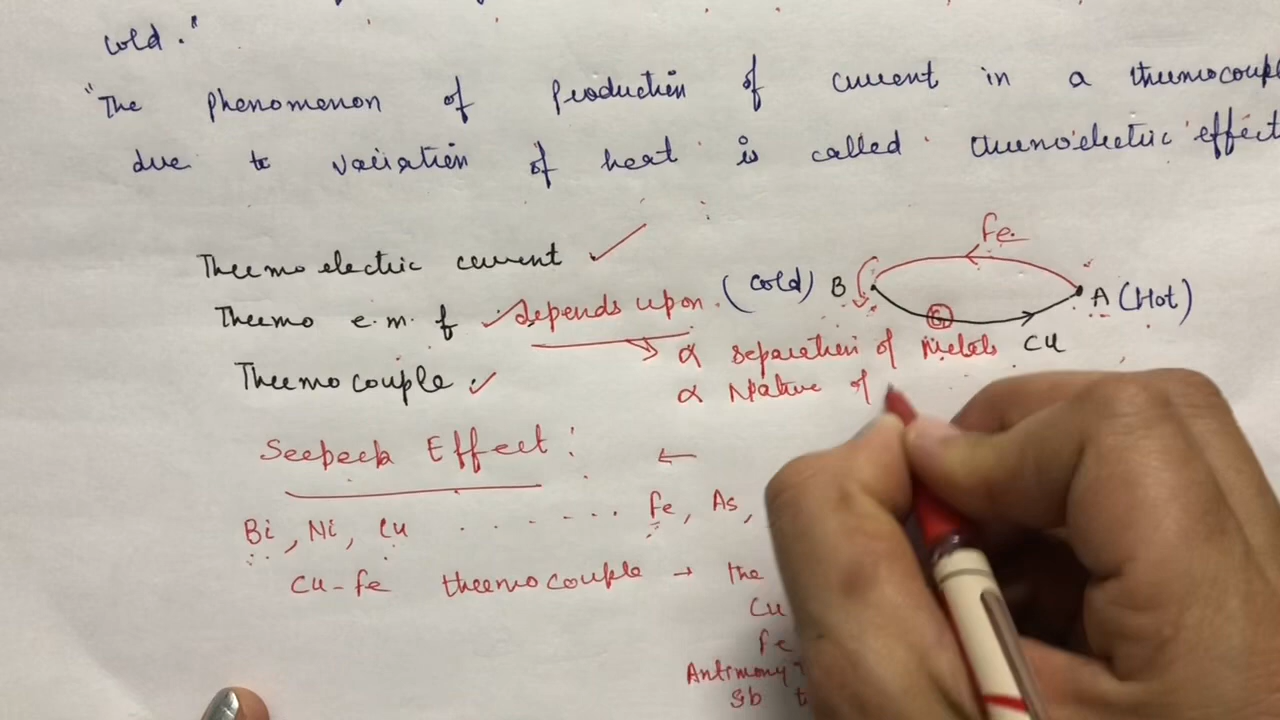 cold."
"The phenomenon of production of current in a thermocouple
due to variation of heat is called thermoelectric effect
Fe
Thermo electric current
(cold) B A (Hot)
Thermo e.m.f depends upon
G
Cu
α separation of Metals
Thermocouple
α Nature of
Seebeck Effect:
Bi, Ni, Cu ....... Fe, As,
Cu-Fe thermocouple → the
Cu
Fe
Antimony
Sb t